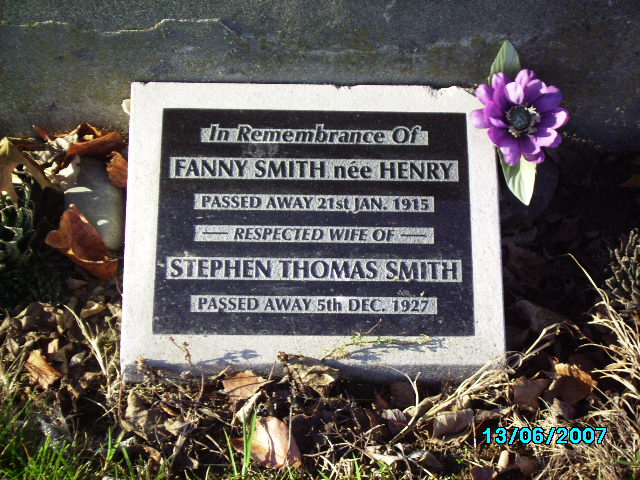 In Remembrance Of
FANNY SMITH née HENRY
PASSED AWAY 21st JAN. 1915
— RESPECTED WIFE OF —
STEPHEN THOMAS SMITH
PASSED AWAY 5th DEC. 1927
13/06/2007